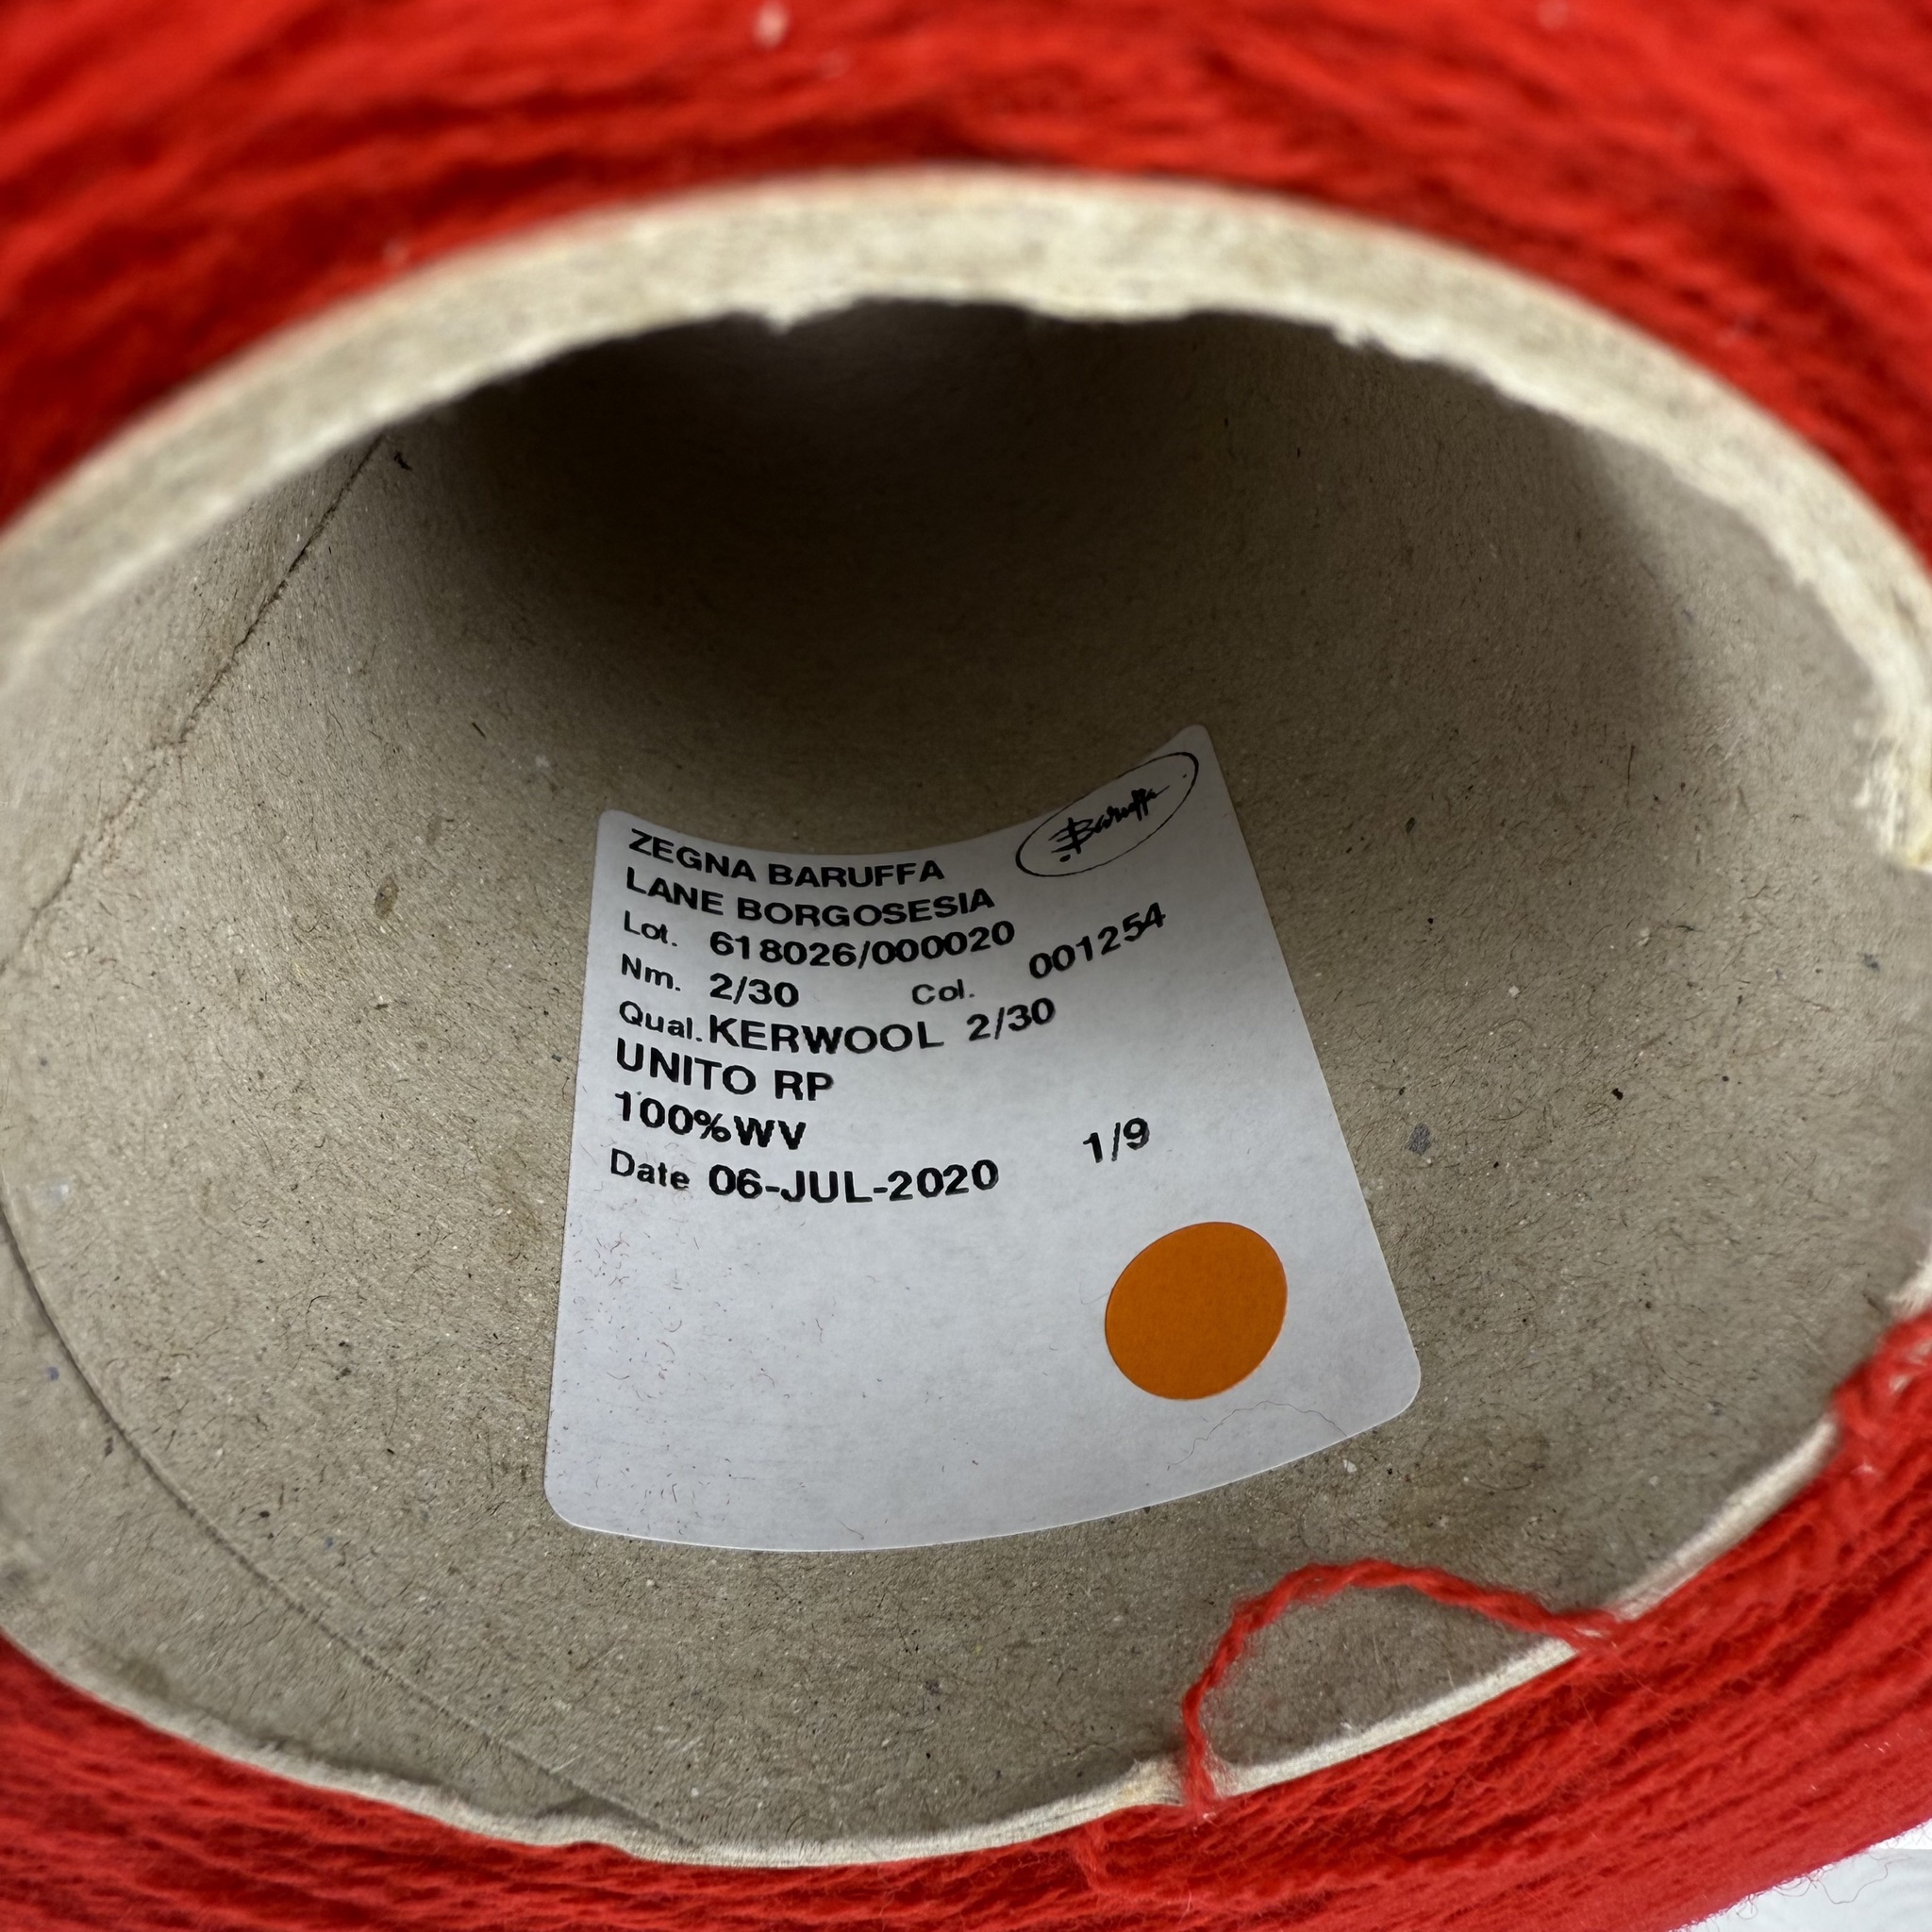 Baruffa
ZEGNA BARUFFA
LANE BORGOSESIA
Lot. 618026/000020
Nm. 2/30 Col. 001254
Qual. KERWOOL 2/30
UNITO RP
100%WV
Date 06-JUL-2020 1/9